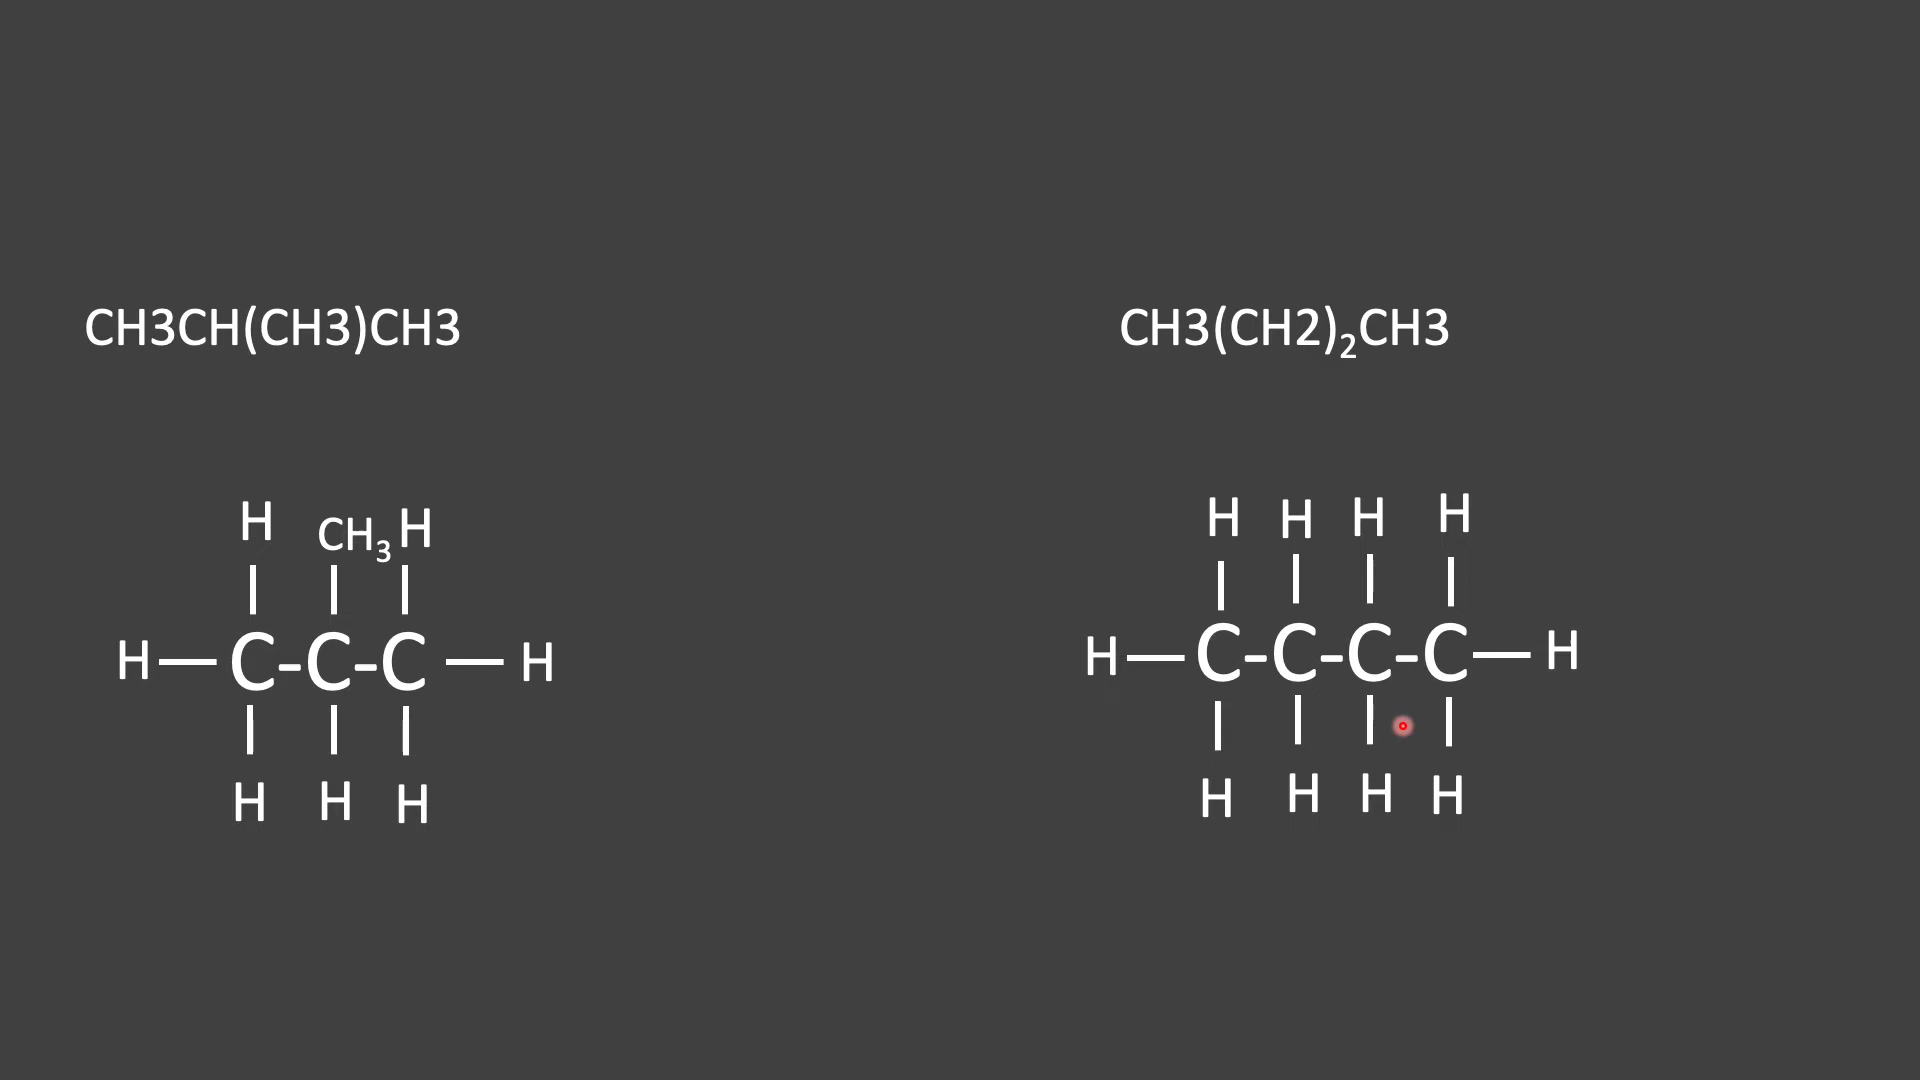 CH3CH(CH3)CH3
H CH₃ H
H—C-C-C—H
H H H
CH3(CH2)₂CH3
H H H H
H—C-C-C-C—H
H H H H